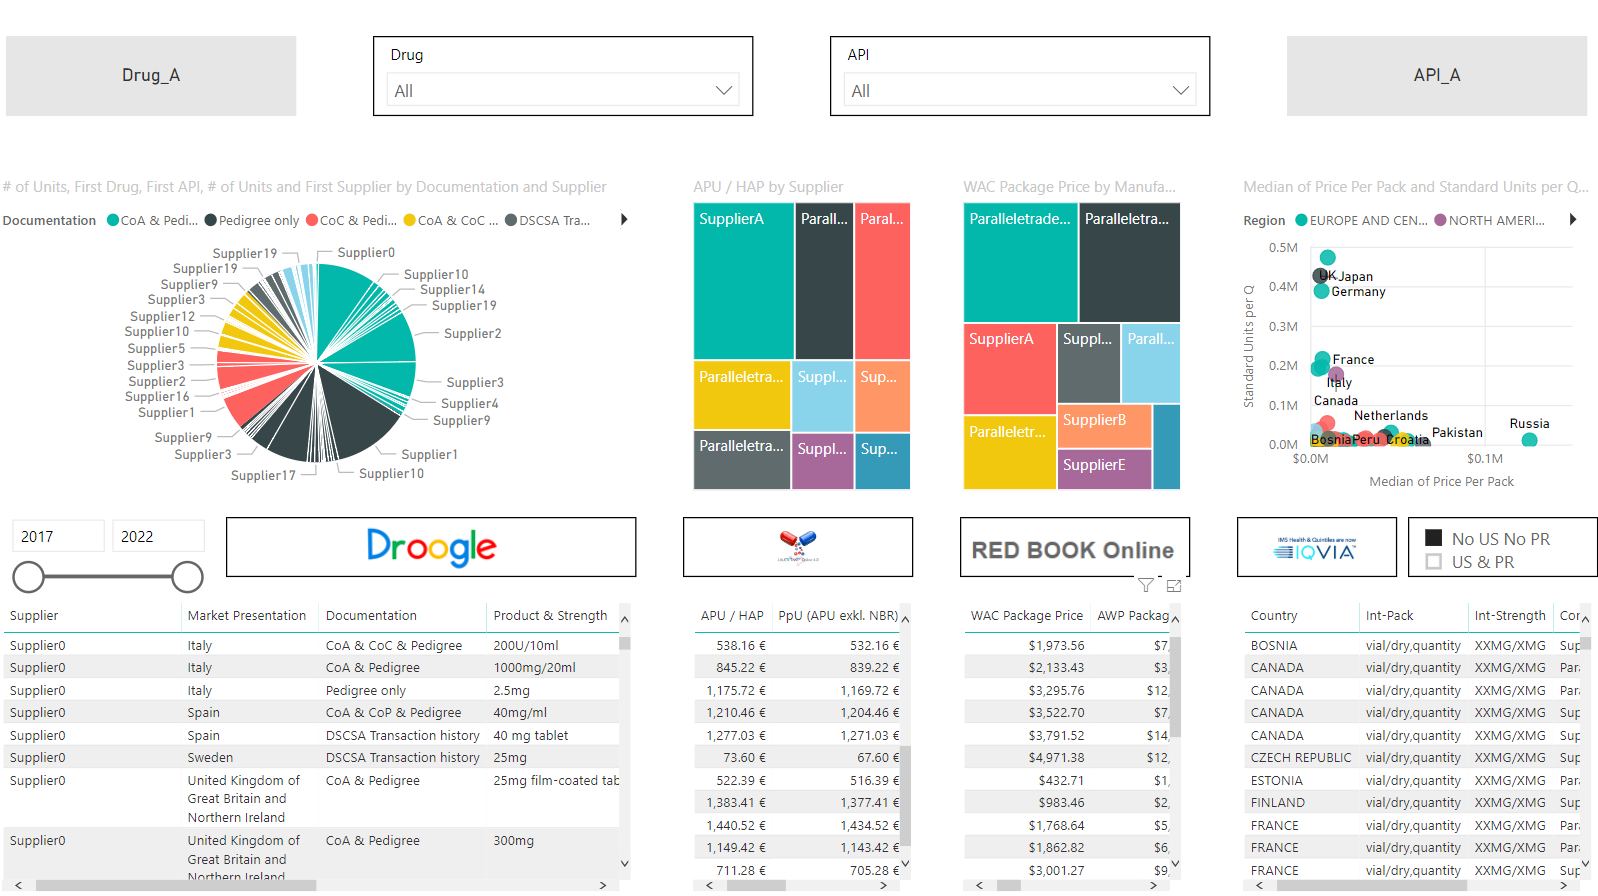 Drug_A
Drug
All
API
All
API_A
# of Units, First Drug, First API, # of Units and First Supplier by Documentation and Supplier
Documentation CoA & Pedi... Pedigree only CoC & Pedi... CoA & CoC ... DSCSA Tra...
Supplier19 Supplier0
Supplier19 Supplier10
Supplier9 Supplier14
Supplier3 Supplier19
Supplier12
Supplier10 Supplier2
Supplier5
Supplier3
Supplier2 Supplier3
Supplier16 Supplier4
Supplier1 Supplier9
Supplier9
Supplier3 Supplier1
Supplier17 Supplier10
APU / HAP by Supplier
SupplierA Parall... Paral...
Paralleletra... Suppl... Sup...
Paralleletra... Suppl... Sup...
WAC Package Price by Manufa...
Paralleletrade... Paralleletra...
SupplierA Suppl... Parall...
SupplierB
Paralleletr...
SupplierE
Median of Price Per Pack and Standard Units per Q...
Region EUROPE AND CEN... NORTH AMERI...
Standard Units per Q
0.5M
UK Japan
0.4M
Germany
0.3M
France
0.2M
Italy
Canada
0.1M
Netherlands
Russia
Pakistan
0.0M
Bosnia Peru Croatia
$0.0M $0.1M
Median of Price Per Pack
2017 2022
Droogle
RED BOOK Online
IMS Health & Quintiles are now
IQVIA
No US No PR
US & PR
Supplier Market Presentation Documentation Product & Strength
Supplier0 Italy CoA & CoC & Pedigree 200U/10ml
Supplier0 Italy CoA & Pedigree 1000mg/20ml
Supplier0 Italy Pedigree only 2.5mg
Supplier0 Spain CoA & CoP & Pedigree 40mg/ml
Supplier0 Spain DSCSA Transaction history 40 mg tablet
Supplier0 Sweden DSCSA Transaction history 25mg
Supplier0 United Kingdom of CoA & Pedigree 25mg film-coated tab
Great Britain and
Northern Ireland
Supplier0 United Kingdom of CoA & Pedigree 300mg
Great Britain and
Northern Ireland
APU / HAP PpU (APU exkl. NBR)
538.16 € 532.16 €
845.22 € 839.22 €
1,175.72 € 1,169.72 €
1,210.46 € 1,204.46 €
1,277.03 € 1,271.03 €
73.60 € 67.60 €
522.39 € 516.39 €
1,383.41 € 1,377.41 €
1,440.52 € 1,434.52 €
1,149.42 € 1,143.42 €
711.28 € 705.28 €
WAC Package Price AWP Packag
$1,973.56 $7,
$2,133.43 $3,
$3,295.76 $12,
$3,522.70 $7,
$3,791.52 $14,
$4,971.38 $12,
$432.71 $1,
$983.46 $2,
$1,768.64 $5,
$1,862.82 $6,
$3,001.27 $9,
Country Int-Pack Int-Strength Cor
BOSNIA vial/dry,quantity XXMG/XMG Sup
CANADA vial/dry,quantity XXMG/XMG Para
CANADA vial/dry,quantity XXMG/XMG Para
CANADA vial/dry,quantity XXMG/XMG Sup
CANADA vial/dry,quantity XXMG/XMG Sup
CZECH REPUBLIC vial/dry,quantity XXMG/XMG Sup
ESTONIA vial/dry,quantity XXMG/XMG Para
FINLAND vial/dry,quantity XXMG/XMG Sup
FRANCE vial/dry,quantity XXMG/XMG Para
FRANCE vial/dry,quantity XXMG/XMG Sup
FRANCE vial/dry,quantity XXMG/XMG Sup